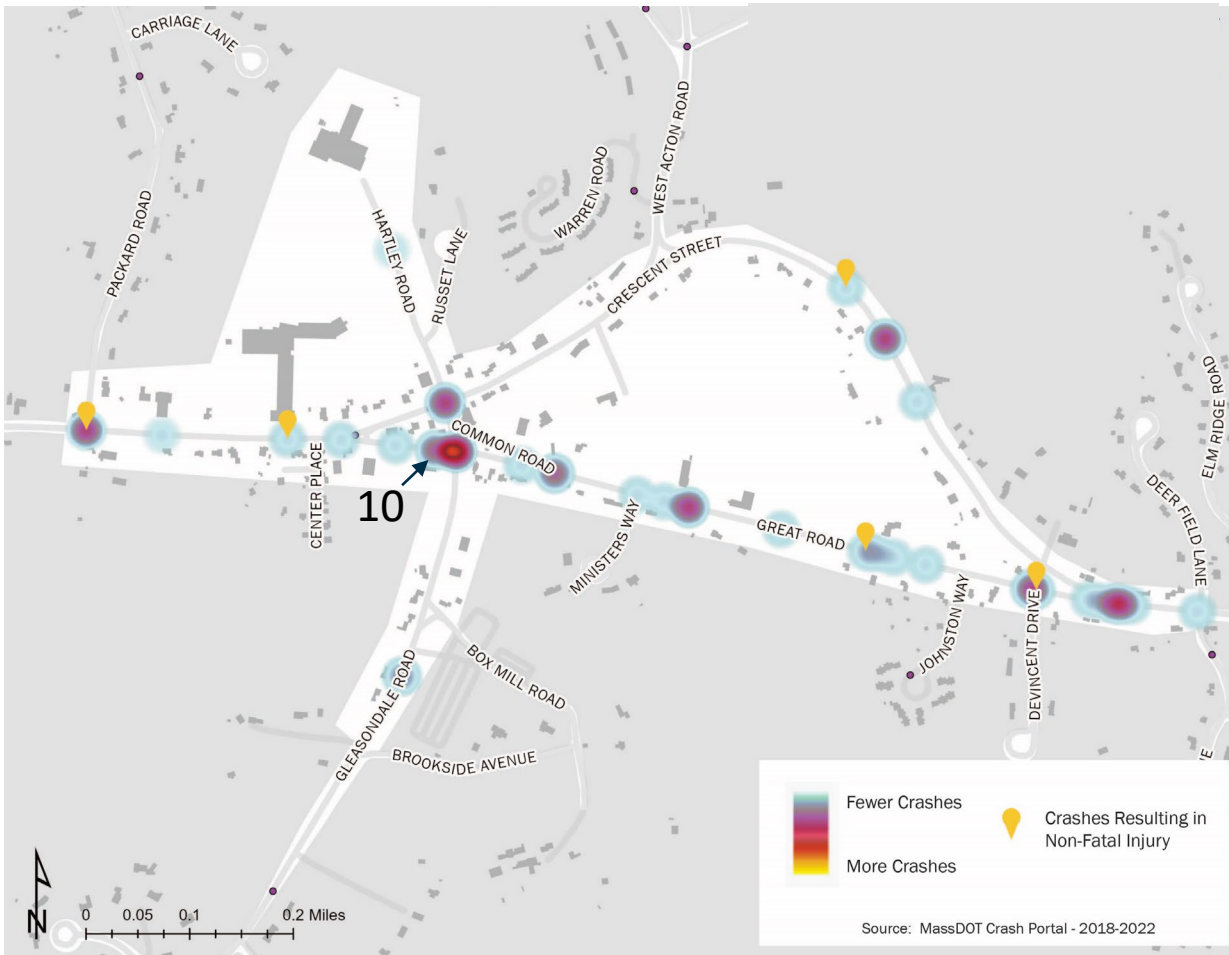 CARRIAGE LANE
PACKARD ROAD
HARTLEY ROAD
RUSSET LANE
WARREN ROAD
WEST ACTON ROAD
CRESCENT STREET
ELM RIDGE ROAD
DEER FIELD LANE
COMMON ROAD
CENTER PLACE
10
MINISTERS WAY
GREAT ROAD
JOHNSTON WAY
DEVINCENT DRIVE
BOX MILL ROAD
GLEASONDALE ROAD
BROOKSIDE AVENUE
Fewer Crashes
More Crashes
Crashes Resulting in
Non-Fatal Injury
Source: MassDOT Crash Portal - 2018-2022
N
0 0.05 0.1 0.2 Miles